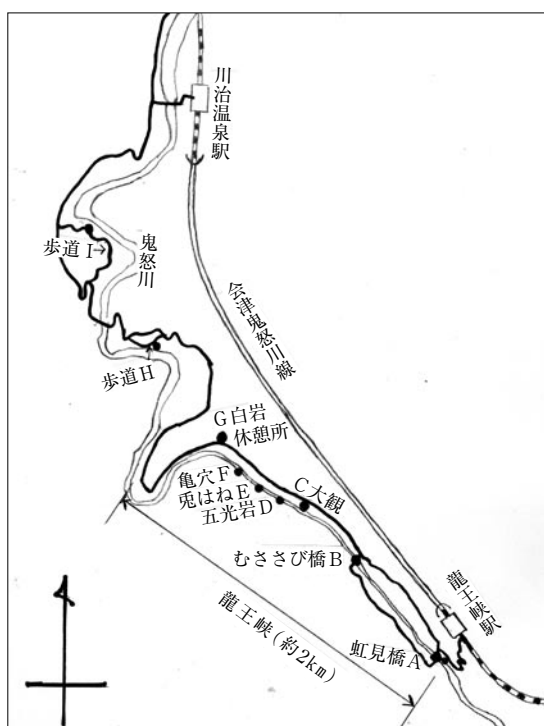 川治温泉駅
鬼怒川
歩道I→
会津鬼怒川線
歩道H
G白岩
休憩所
亀穴F
兎はねE
五光岩D
C大観
むささび橋B
龍王峡駅
龍王峡(約2km)
虹見橋A